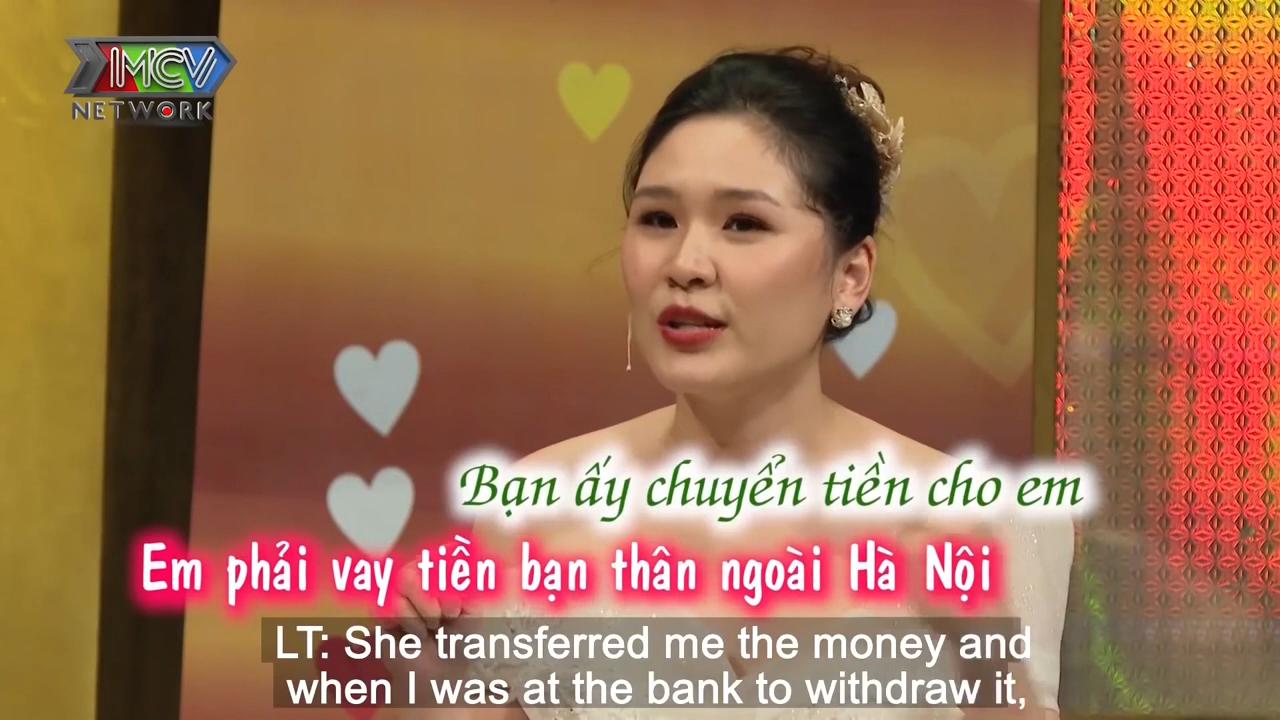 MCV
NETWORK
Bạn ấy chuyển tiền cho em
Em phải vay tiền bạn thân ngoài Hà Nội
LT: She transferred me the money and
when I was at the bank to withdraw it,